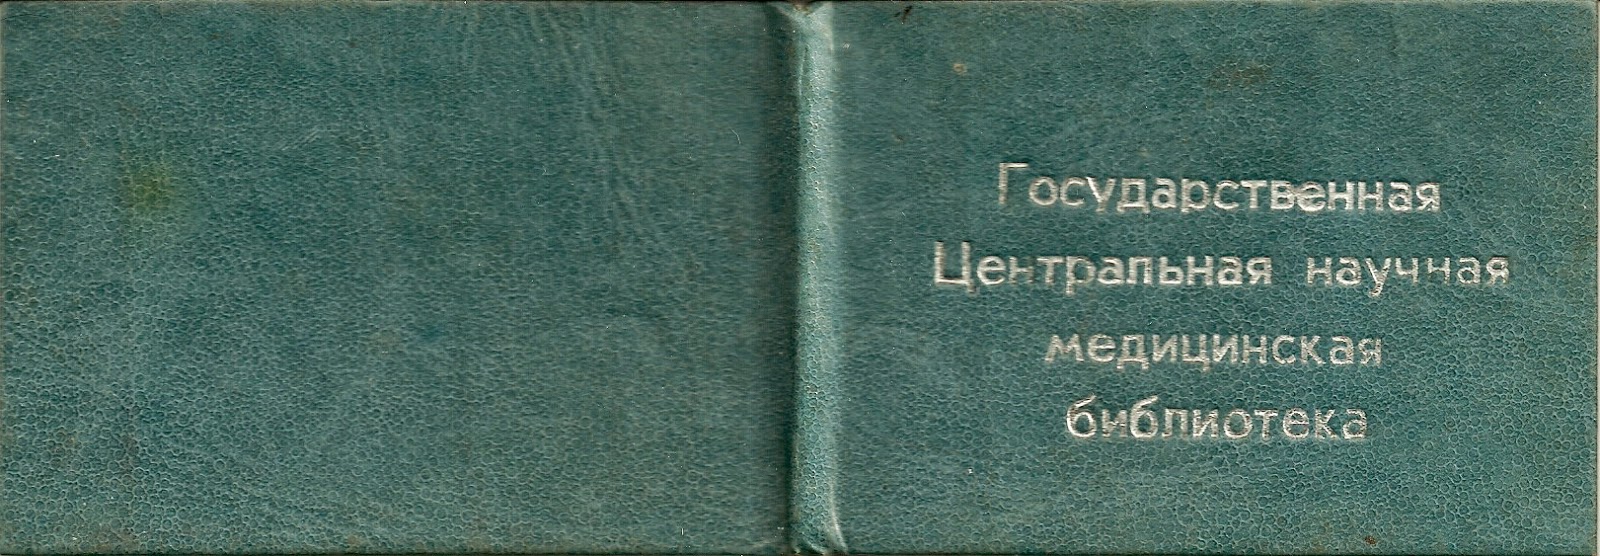 Государственная
Центральная научная
медицинская
библиотека